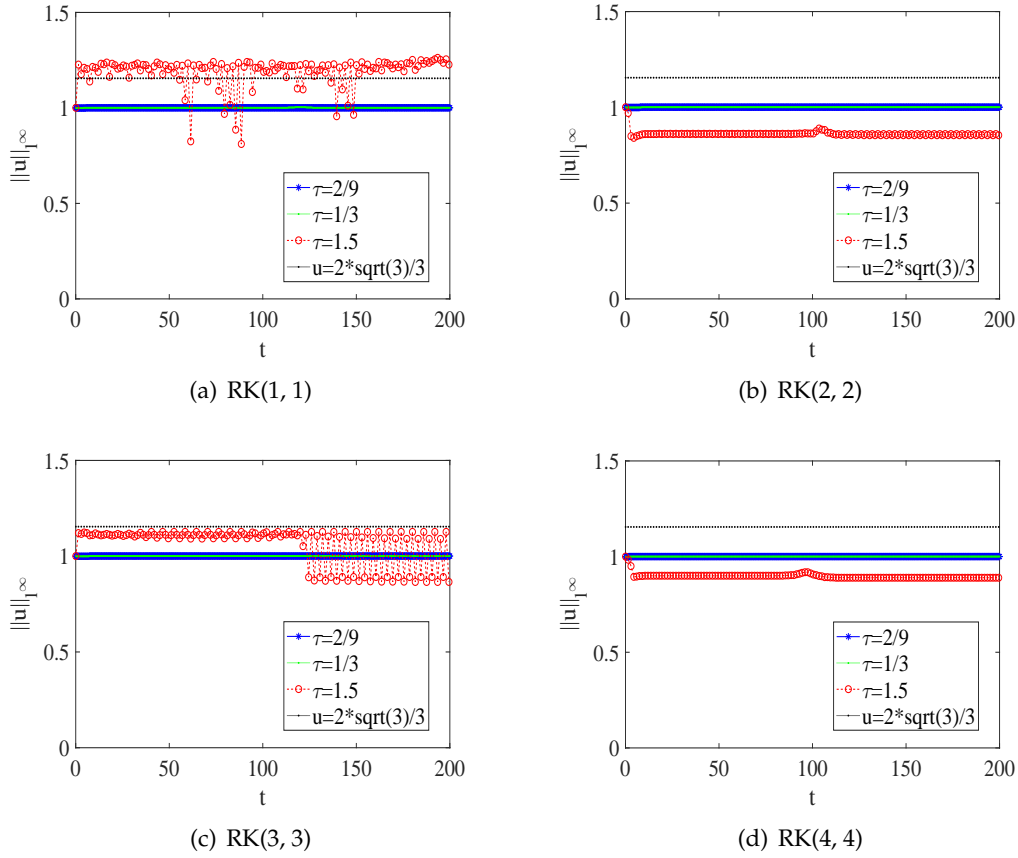 1.5
1
0.5
0
||u||_{l^∞}
τ=2/9
τ=1/3
τ=1.5
u=2*sqrt(3)/3
0 50 100 150 200
t
(a) RK(1, 1)
1.5
1
0.5
0
||u||_{l^∞}
τ=2/9
τ=1/3
τ=1.5
u=2*sqrt(3)/3
0 50 100 150 200
t
(b) RK(2, 2)
1.5
1
0.5
0
||u||_{l^∞}
τ=2/9
τ=1/3
τ=1.5
u=2*sqrt(3)/3
0 50 100 150 200
t
(c) RK(3, 3)
1.5
1
0.5
0
||u||_{l^∞}
τ=2/9
τ=1/3
τ=1.5
u=2*sqrt(3)/3
0 50 100 150 200
t
(d) RK(4, 4)